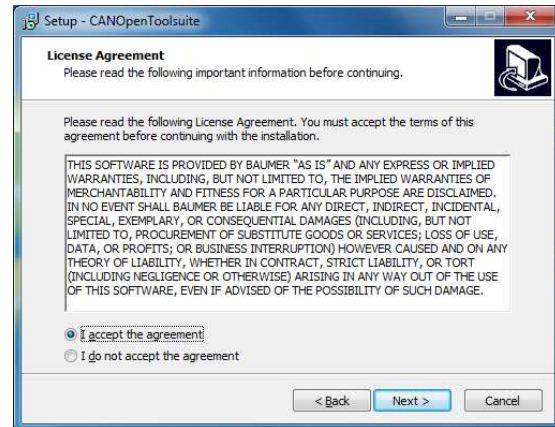 Setup - CANOpenToolsuite
License Agreement
Please read the following important information before continuing.
Please read the following License Agreement. You must accept the terms of this
agreement before continuing with the installation.
THIS SOFTWARE IS PROVIDED BY BAUMER "AS IS" AND ANY EXPRESS OR IMPLIED
WARRANTIES, INCLUDING, BUT NOT LIMITED TO, THE IMPLIED WARRANTIES OF
MERCHANTABILITY AND FITNESS FOR A PARTICULAR PURPOSE ARE DISCLAIMED.
IN NO EVENT SHALL BAUMER BE LIABLE FOR ANY DIRECT, INDIRECT, INCIDENTAL,
SPECIAL, EXEMPLARY, OR CONSEQUENTIAL DAMAGES (INCLUDING, BUT NOT
LIMITED TO, PROCUREMENT OF SUBSTITUTE GOODS OR SERVICES; LOSS OF USE,
DATA, OR PROFITS; OR BUSINESS INTERRUPTION) HOWEVER CAUSED AND ON ANY
THEORY OF LIABILITY, WHETHER IN CONTRACT, STRICT LIABILITY, OR TORT
(INCLUDING NEGLIGENCE OR OTHERWISE) ARISING IN ANY WAY OUT OF THE USE
OF THIS SOFTWARE, EVEN IF ADVISED OF THE POSSIBILITY OF SUCH DAMAGE.
I accept the agreement
I do not accept the agreement
< Back Next > Cancel